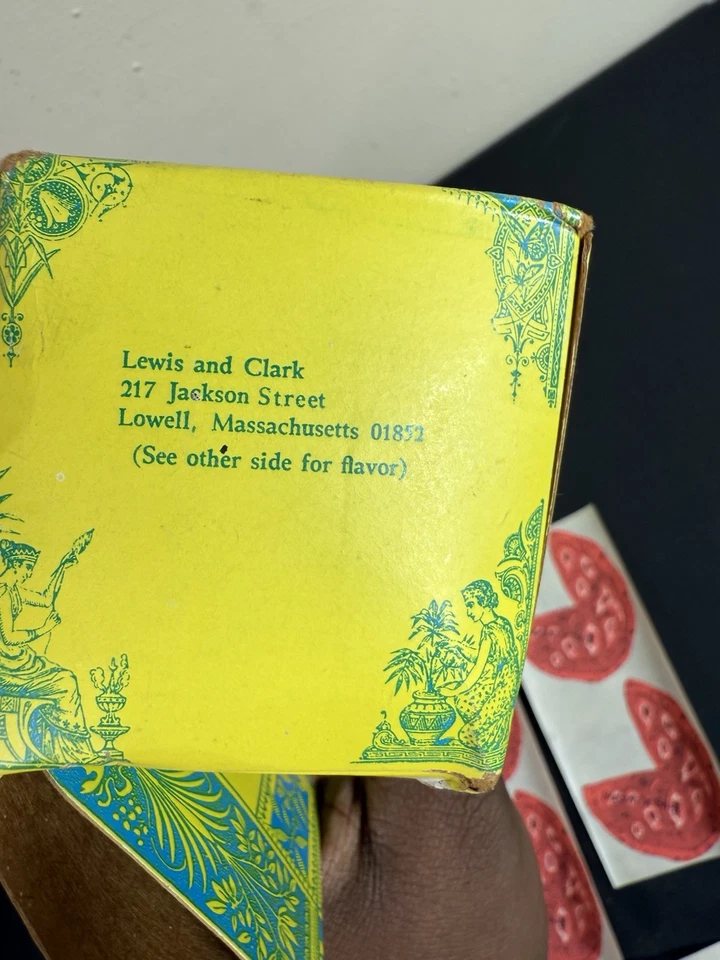 Lewis and Clark
217 Jackson Street
Lowell, Massachusetts 01852
(See other side for flavor)